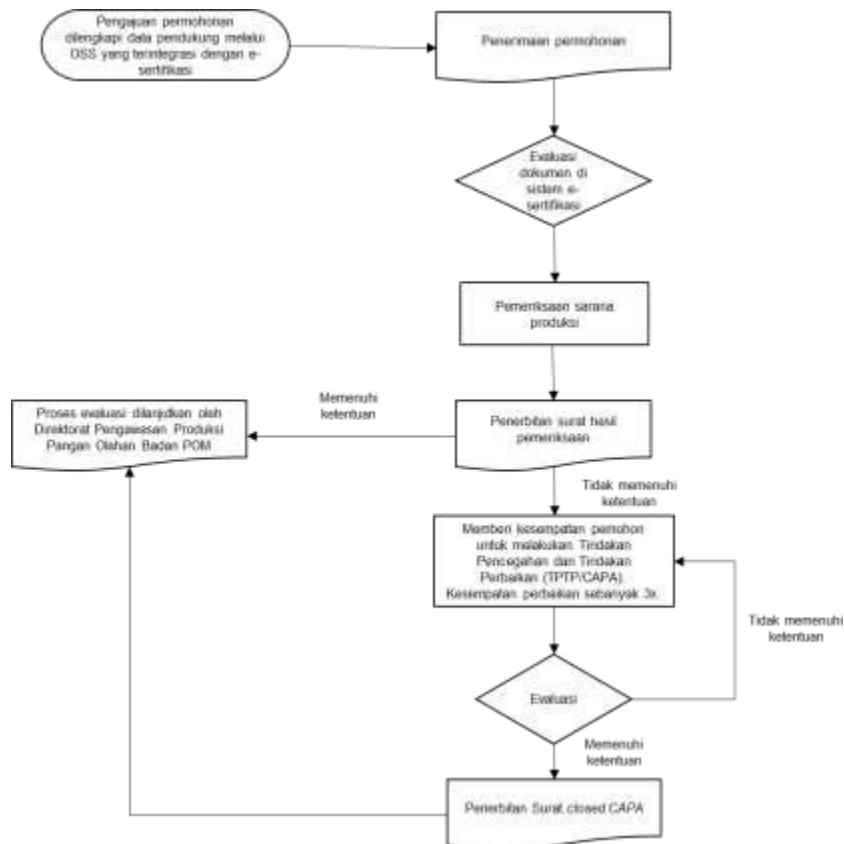 Pengajuan permohonan
dilengkapi data pendukung melalui
OSS yang terintegrasi dengan e-
sertifikasi
Penerimaan permohonan
Evaluasi
dokumen di
sistem e-
sertifikasi
Pemeriksaan sarana
produksi
Memenuhi
ketentuan
Proses evaluasi dilanjutkan oleh
Direktorat Pengawasan Produksi
Pangan Olahan Badan POM
Penerbitan surat hasil
pemeriksaan
Tidak memenuhi
ketentuan
Memberi kesempatan pemohon
untuk melakukan Tindakan
Pencegahan dan Tindakan
Perbaikan (TPTP/CAPA).
Kesempatan perbaikan sebanyak 3x.
Tidak memenuhi
ketentuan
Evaluasi
Memenuhi
ketentuan
Penerbitan Surat closed CAPA